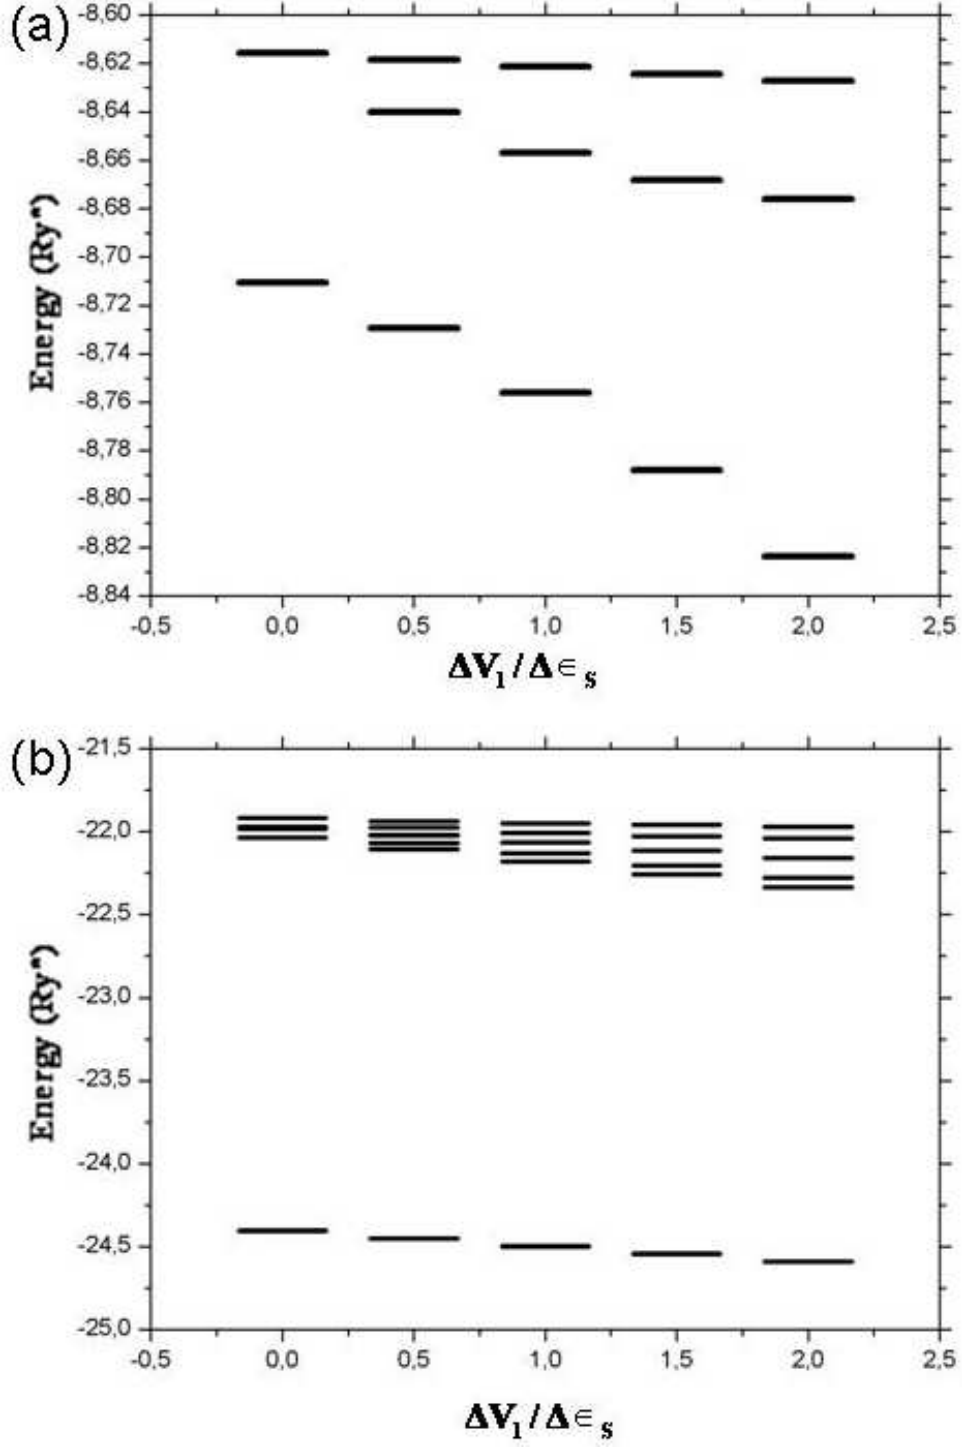 (a)
-8,60
-8,62
-8,64
-8,66
-8,68
-8,70
-8,72
-8,74
-8,76
-8,78
-8,80
-8,82
-8,84
Energy (Ry*)
-0,5 0,0 0,5 1,0 1,5 2,0 2,5
ΔV₁/Δ∈ₛ
(b)
-21,5
-22,0
-22,5
-23,0
-23,5
-24,0
-24,5
-25,0
Energy (Ry*)
-0,5 0,0 0,5 1,0 1,5 2,0 2,5
ΔV₁/Δ∈ₛ